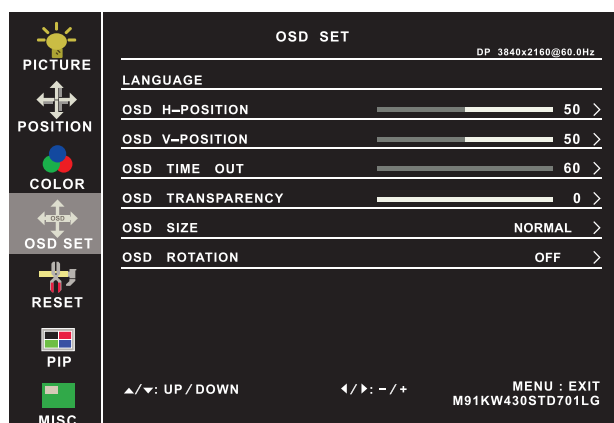 OSD SET
DP 3840x2160@60.0Hz
PICTURE
POSITION
COLOR
OSD
OSD SET
RESET
PIP
MISC
LANGUAGE
OSD H-POSITION 50 >
OSD V-POSITION 50 >
OSD TIME OUT 60 >
OSD TRANSPARENCY 0 >
OSD SIZE NORMAL >
OSD ROTATION OFF >
▲/▼: UP/DOWN ◀/▶: -/+ MENU : EXIT
M91KW430STD701LG